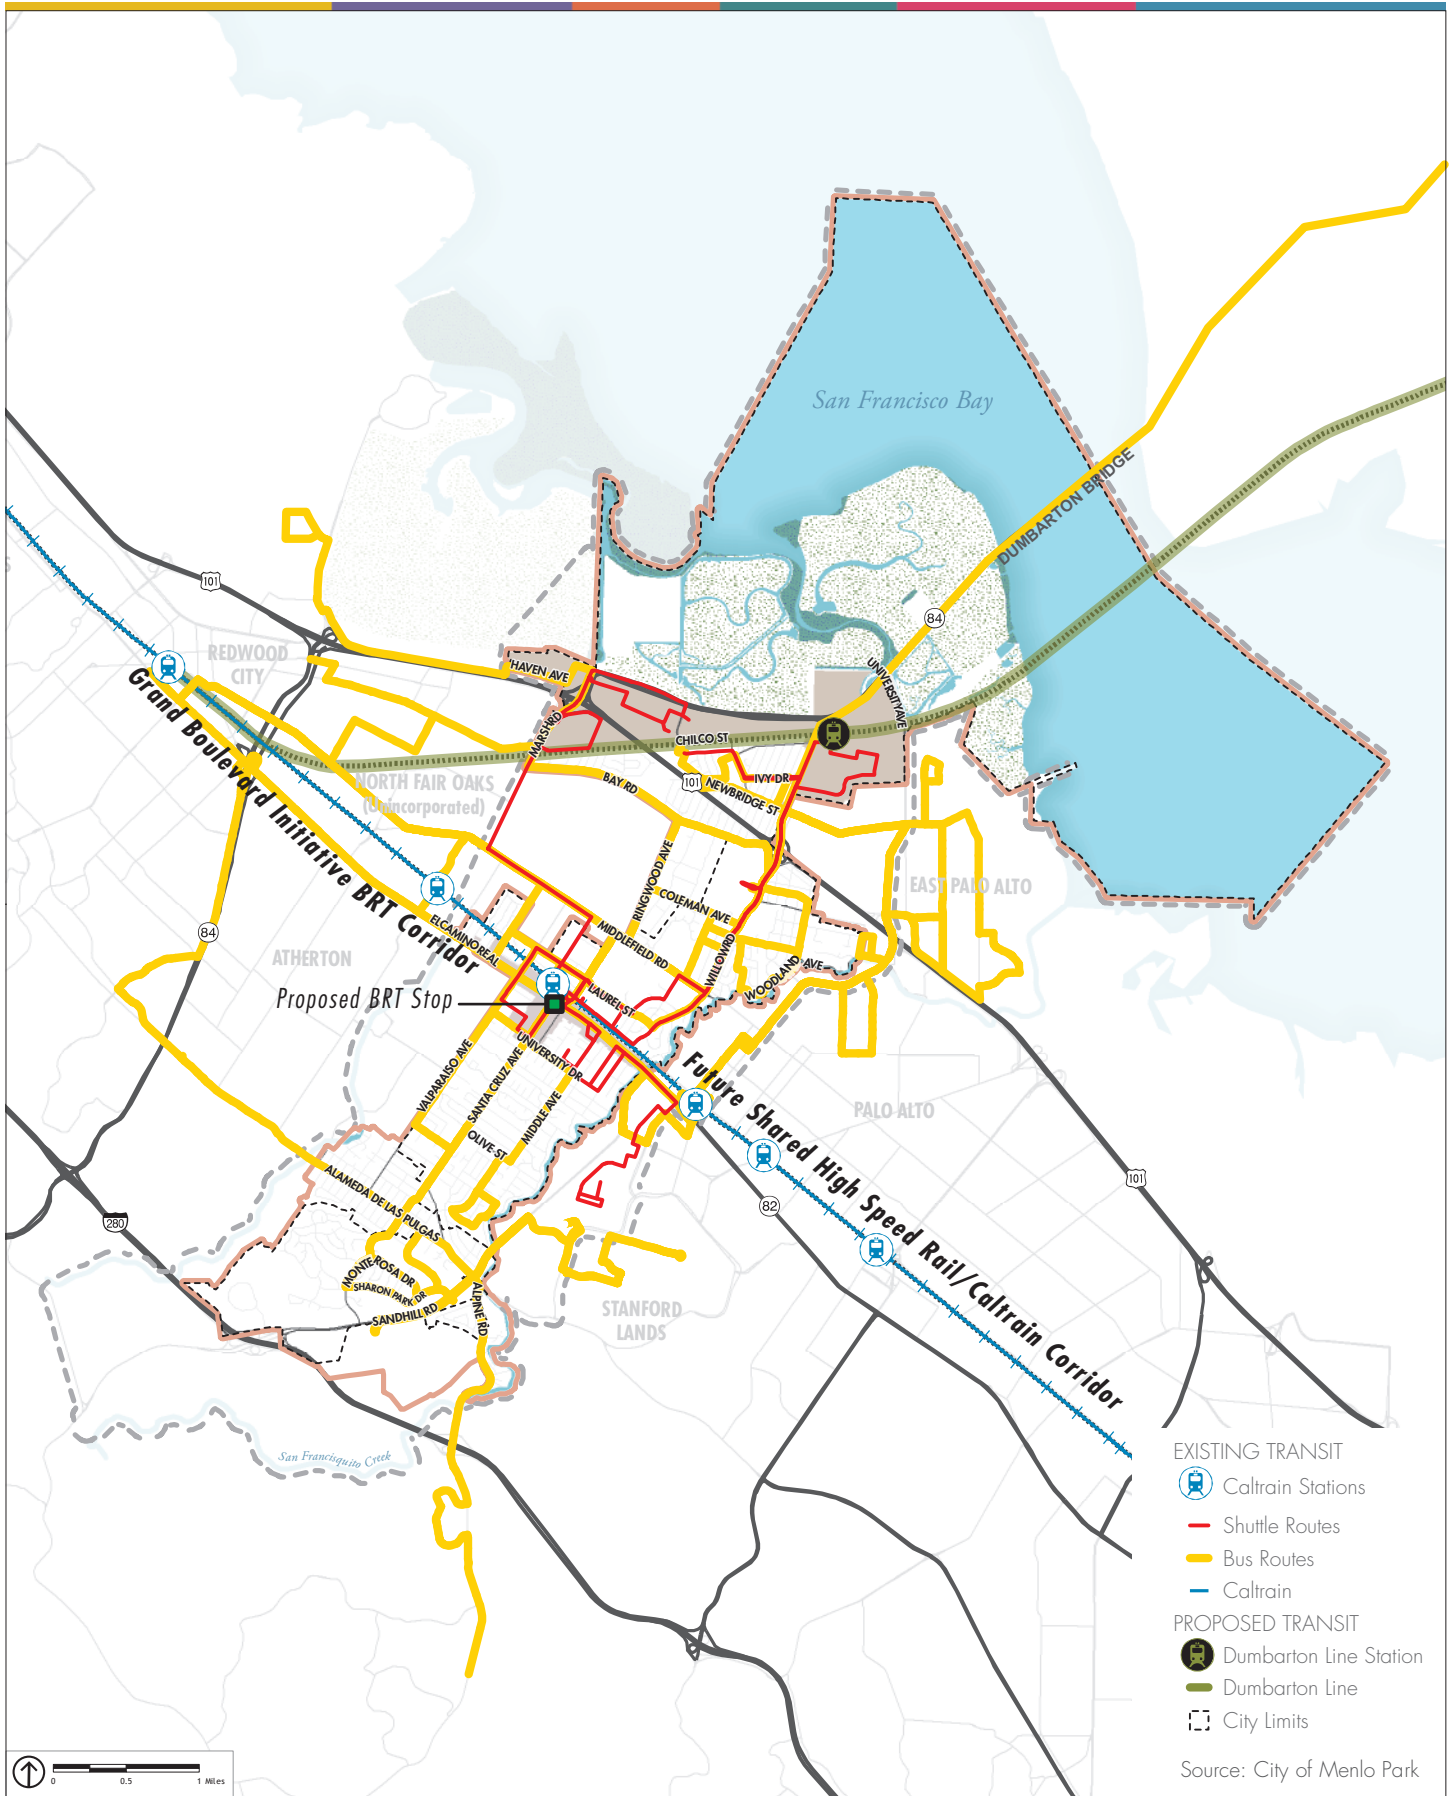 San Francisco Bay
DUMBARTON BRIDGE
101
84
REDWOOD
CITY
HAVEN AVE
UNIVERSITY AVE
MARSH RD
CHILCO ST
Grand Boulevard Initiative BRT Corridor
NORTH FAIR OAKS
(Unincorporated)
BAY RD
101
IVY DR
NEWBRIDGE ST
RINGWOOD AVE
EAST PALO ALTO
COLEMAN AVE
84
ELCAMINO REAL
MIDDLEFIELD RD
WILLOW RD
ATHERTON
WOODLAND AVE
Proposed BRT Stop
LAUREL ST
UNIVERSITY DR
VALPARAISO AVE
SANTA CRUZ AVE
MIDDLE AVE
OLIVE ST
Future Shared High Speed Rail/Caltrain Corridor
PALO ALTO
101
ALAMEDA DE LAS PULGAS
82
280
MONTE ROSA DR
SHARON PARK DR
SANDHILL RD
ALPINE RD
STANFORD
LANDS
San Francisquito Creek
EXISTING TRANSIT
Caltrain Stations
Shuttle Routes
Bus Routes
Caltrain
PROPOSED TRANSIT
Dumbarton Line Station
Dumbarton Line
City Limits
Source: City of Menlo Park
0 0.5 1 Miles